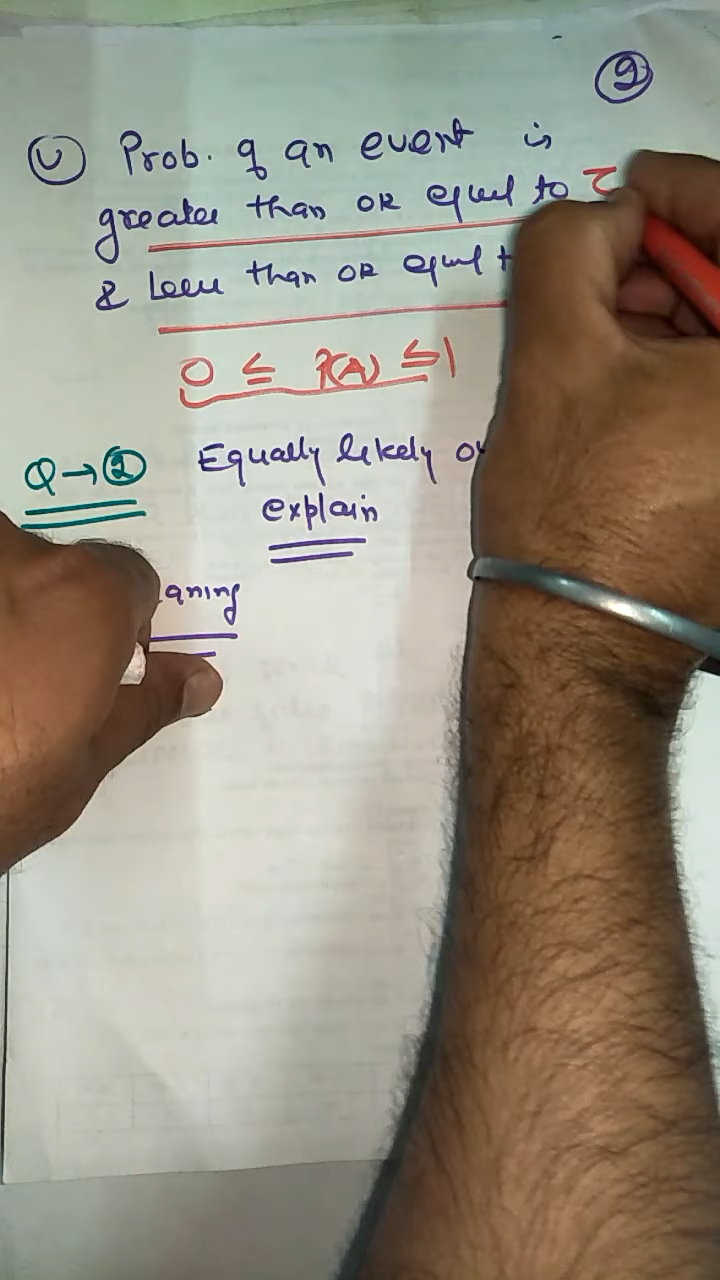 9
(v) Prob. of an event is
greater than or equal to
& less than or equal t
0 ≤ P(A) ≤ 1
Q → 2 Equally likely
explain
aning